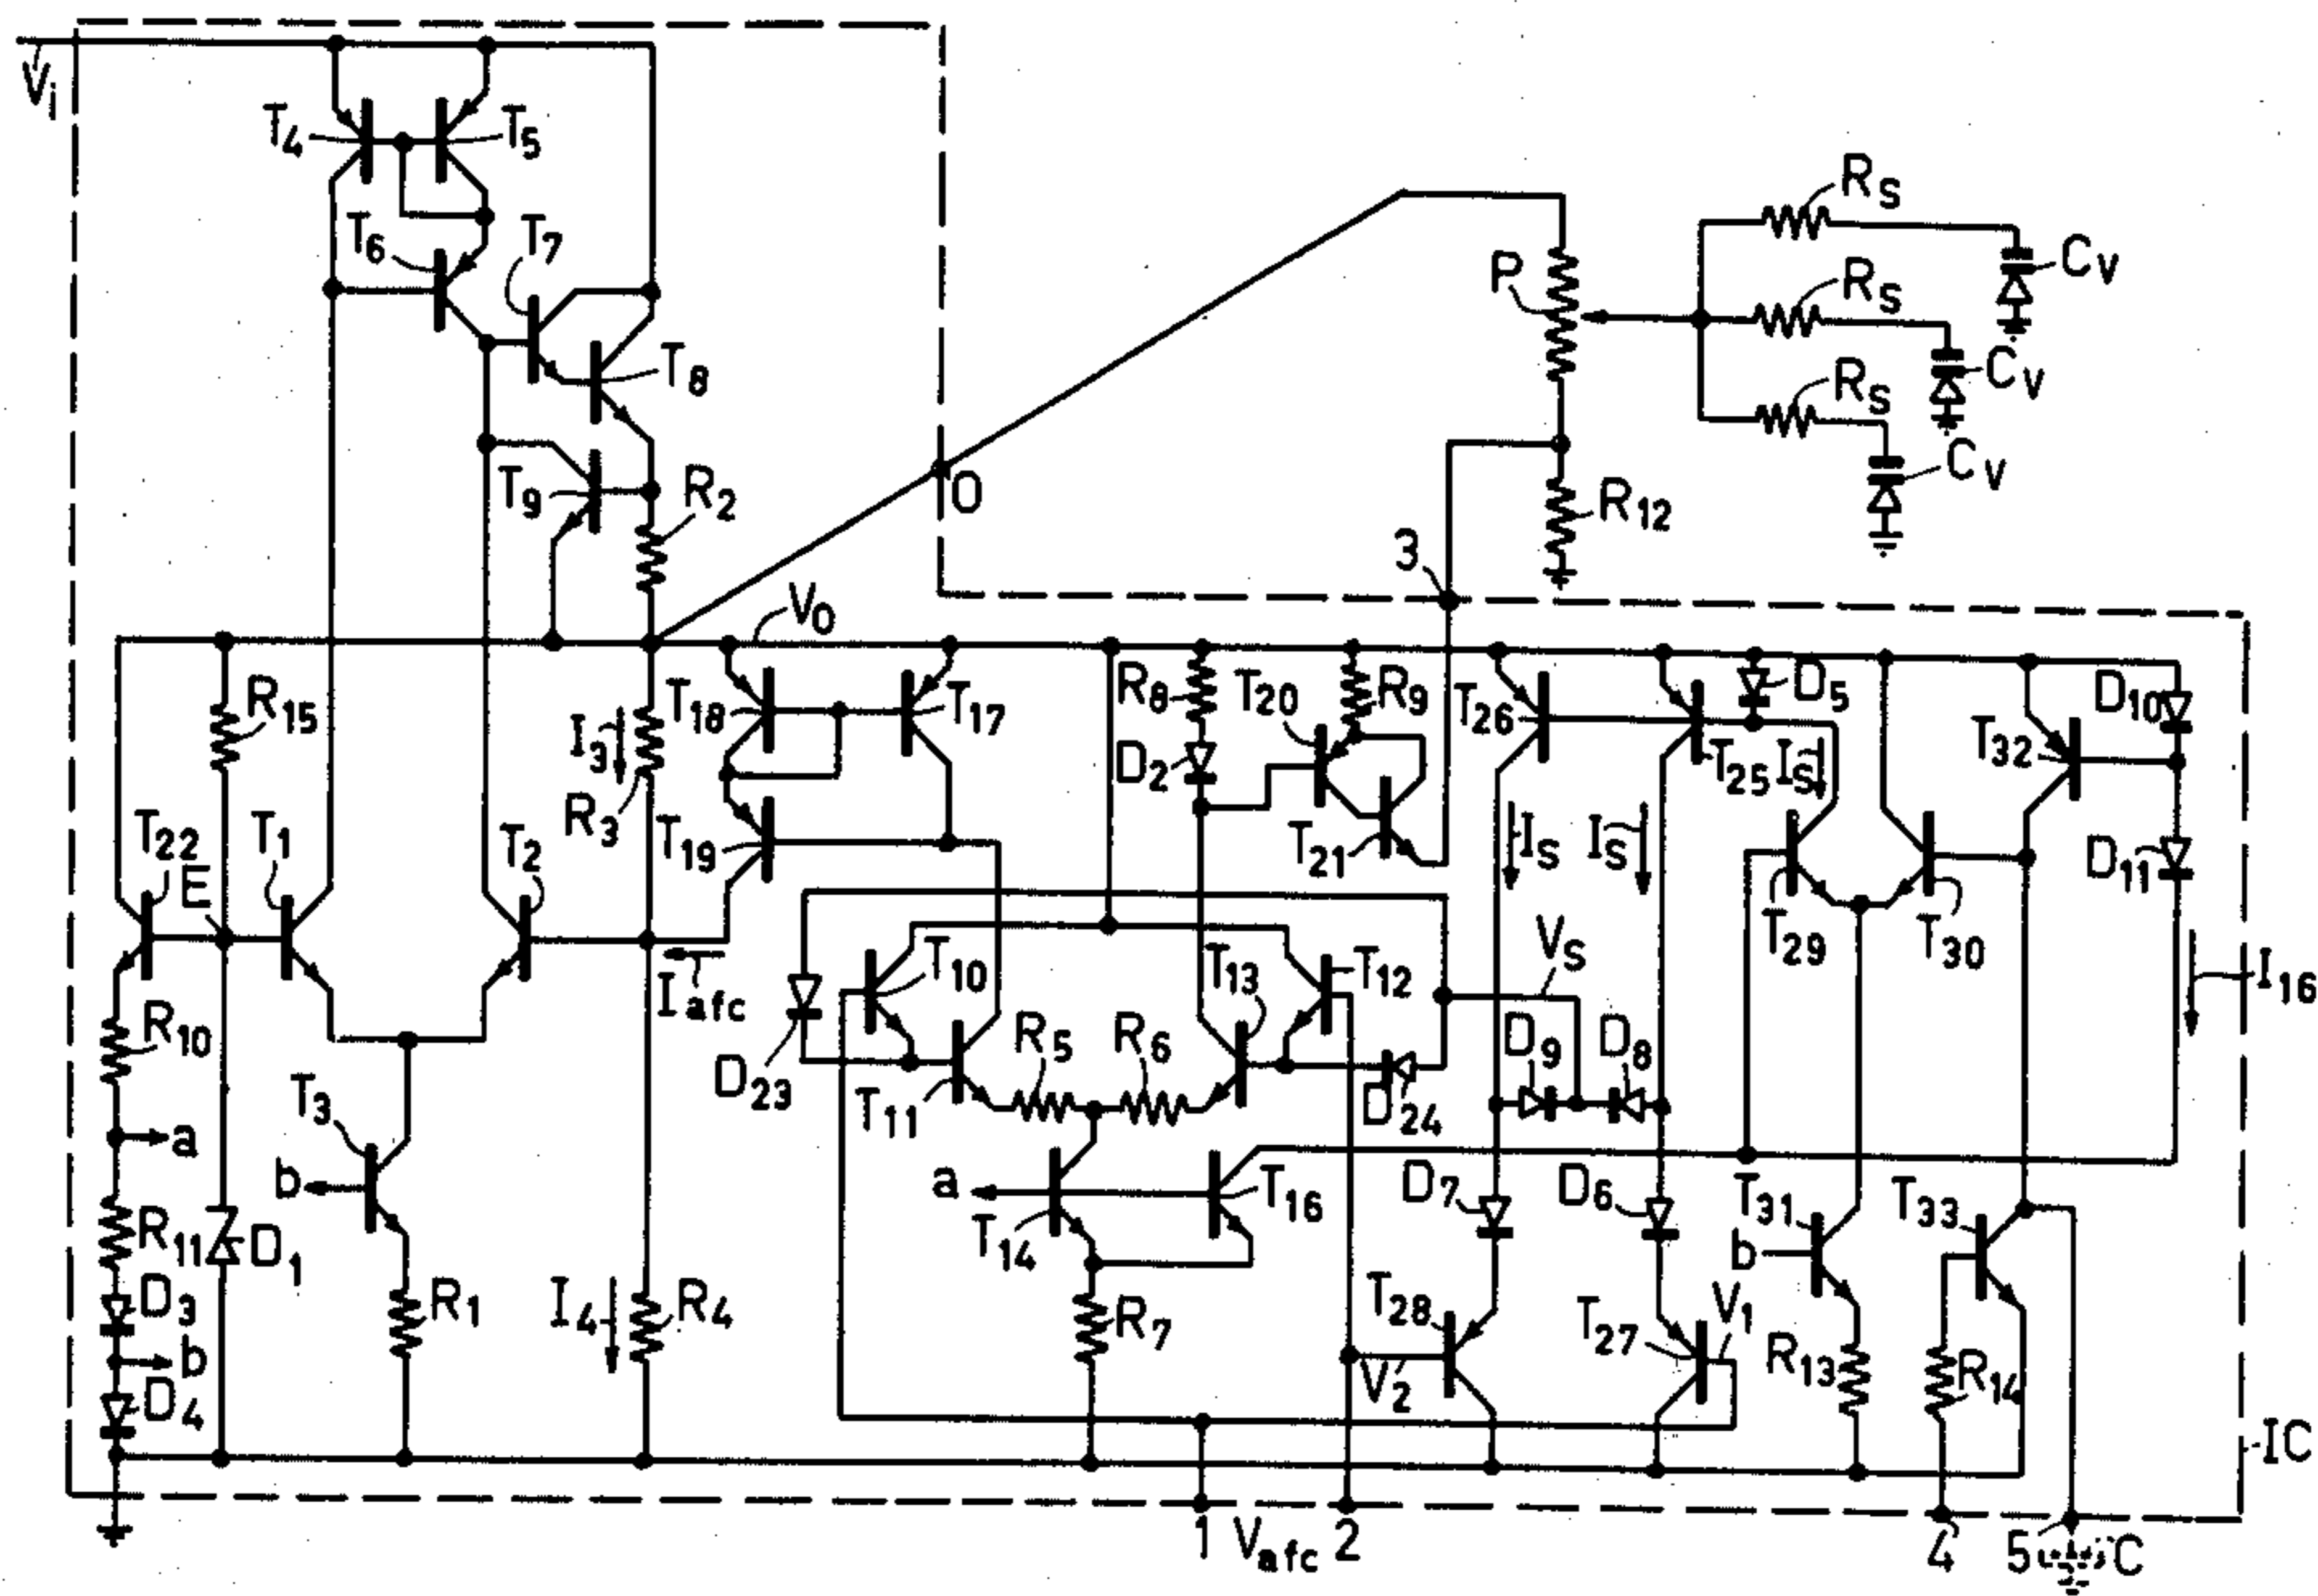 Vi
T4
T5
T6
T7
T8
T9
R2
O
P
RS
CV
RS
CV
RS
CV
R12
3
VO
R15
I3
R3
T18
T17
R8
D2
T20
R9
T21
T26
T25
D5
IS
IS
IS
T32
D10
D11
T22
E
T1
T2
T19
Iafc
T10
T13
T12
VS
T29
T30
I16
R10
a
T3
b
D23
T11
R5
R6
D24
D9
D8
R11
D1
D3
b
D4
R1
I4
R4
a
T14
T16
R7
D7
D6
T28
V2
T27
V1
T31
b
R13
T33
R14
IC
1
Vafc
2
4
5
C